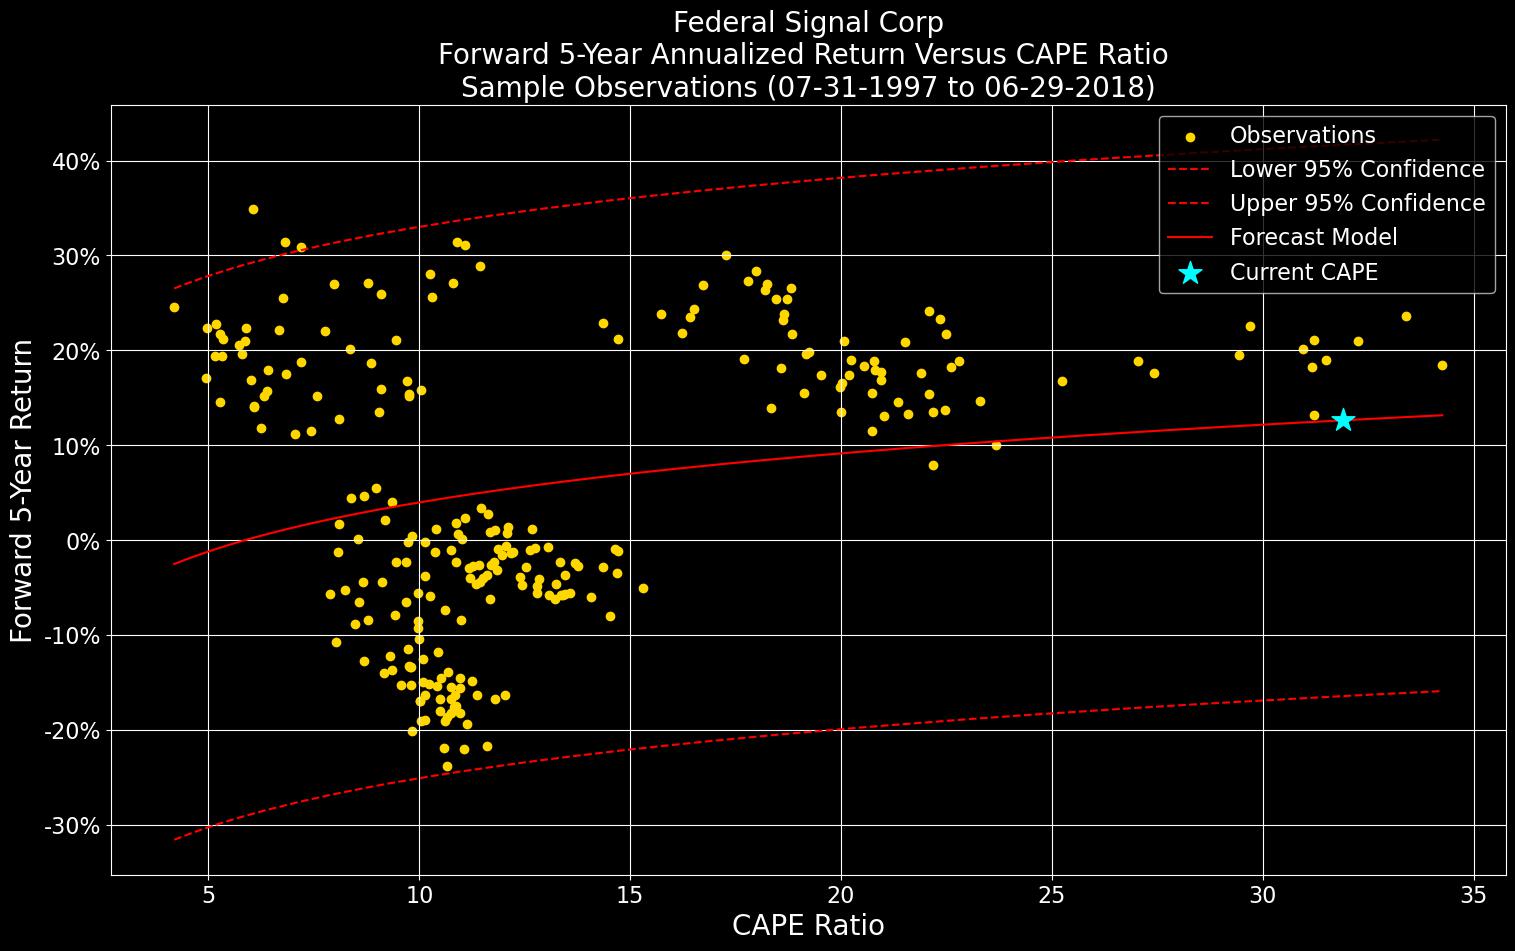 Federal Signal Corp
Forward 5-Year Annualized Return Versus CAPE Ratio
Sample Observations (07-31-1997 to 06-29-2018)
Observations
Lower 95% Confidence
Upper 95% Confidence
Forecast Model
Current CAPE
Forward 5-Year Return
40%
30%
20%
10%
0%
-10%
-20%
-30%
5
10
15
20
25
30
35
CAPE Ratio